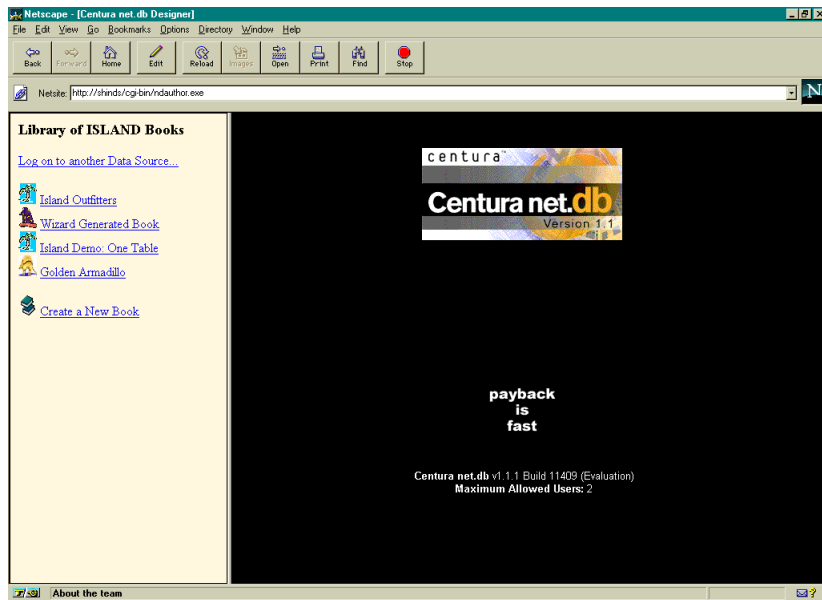 Netscape - [Centura net.db Designer]
File Edit View Go Bookmarks Options Directory Window Help
Back Forward Home Edit Reload Images Open Print Find Stop
Netsite: http://shinds/cgi-bin/ndauthor.exe
N
Library of ISLAND Books
Log on to another Data Source...
Island Outfitters
Wizard Generated Book
Island Demo: One Table
Golden Armadillo
Create a New Book
centura™
Centura net.db
Version 1.1
payback
is
fast
Centura net.db v1.1.1 Build 11409 (Evaluation)
Maximum Allowed Users: 2
About the team